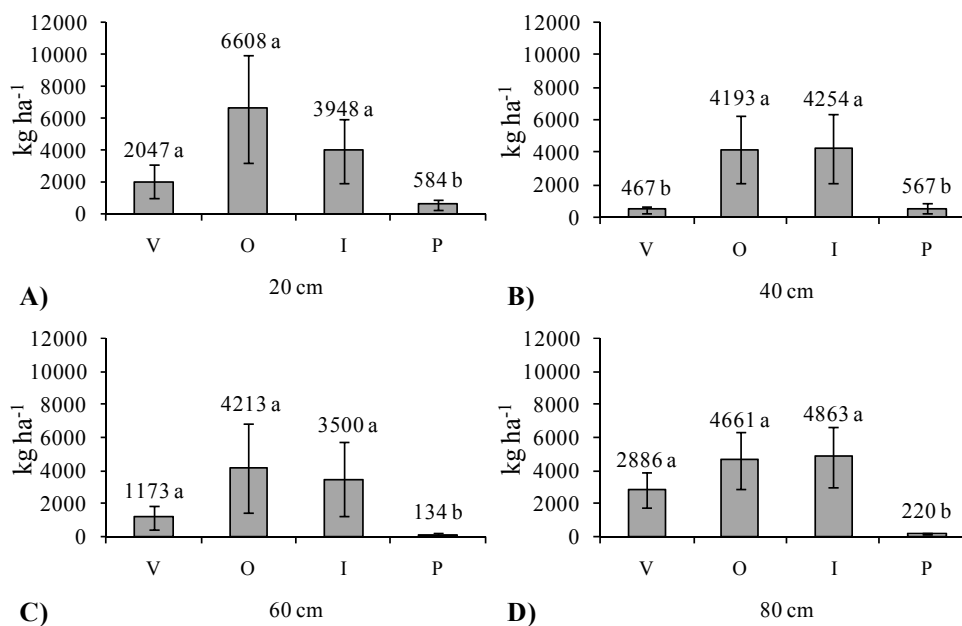 12000
10000
8000
6000
4000
2000
0
kg ha-1
2047 a
6608 a
3948 a
584 b
V O I P
A) 20 cm
12000
10000
8000
6000
4000
2000
0
kg ha-1
467 b
4193 a
4254 a
567 b
V O I P
B) 40 cm
12000
10000
8000
6000
4000
2000
0
kg ha-1
1173 a
4213 a
3500 a
134 b
V O I P
C) 60 cm
12000
10000
8000
6000
4000
2000
0
kg ha-1
2886 a
4661 a
4863 a
220 b
V O I P
D) 80 cm